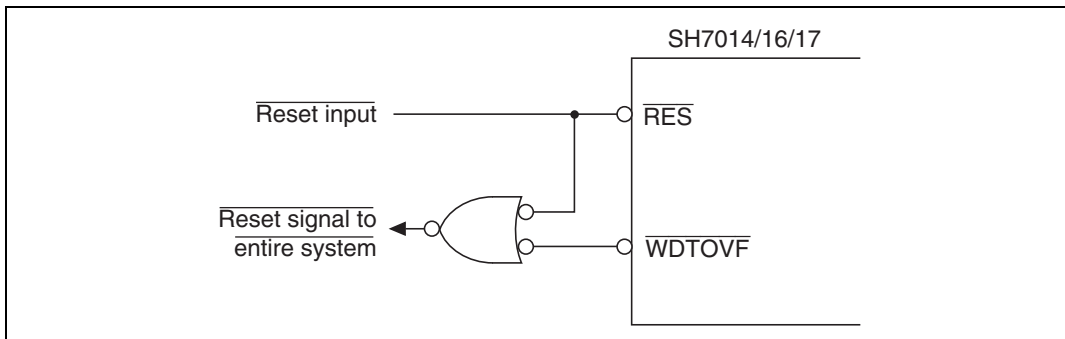 SH7014/16/17
Reset input
RES
Reset signal to
entire system
WDTOVF